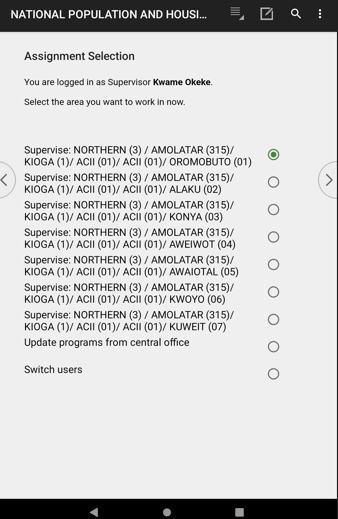 NATIONAL POPULATION AND HOUSI...
Assignment Selection
You are logged in as Supervisor Kwame Okeke.
Select the area you want to work in now.
Supervise: NORTHERN (3) / AMOLATAR (315)/
KIOGA (1)/ ACII (01)/ ACII (01)/ OROMOBUTO (01)
Supervise: NORTHERN (3) / AMOLATAR (315)/
KIOGA (1)/ ACII (01)/ ACII (01)/ ALAKU (02)
Supervise: NORTHERN (3) / AMOLATAR (315)/
KIOGA (1)/ ACII (01)/ ACII (01)/ KONYA (03)
Supervise: NORTHERN (3) / AMOLATAR (315)/
KIOGA (1)/ ACII (01)/ ACII (01)/ AWEIWOT (04)
Supervise: NORTHERN (3) / AMOLATAR (315)/
KIOGA (1)/ ACII (01)/ ACII (01)/ AWAIOTAL (05)
Supervise: NORTHERN (3) / AMOLATAR (315)/
KIOGA (1)/ ACII (01)/ ACII (01)/ KWOYO (06)
Supervise: NORTHERN (3) / AMOLATAR (315)/
KIOGA (1)/ ACII (01)/ ACII (01)/ KUWEIT (07)
Update programs from central office
Switch users